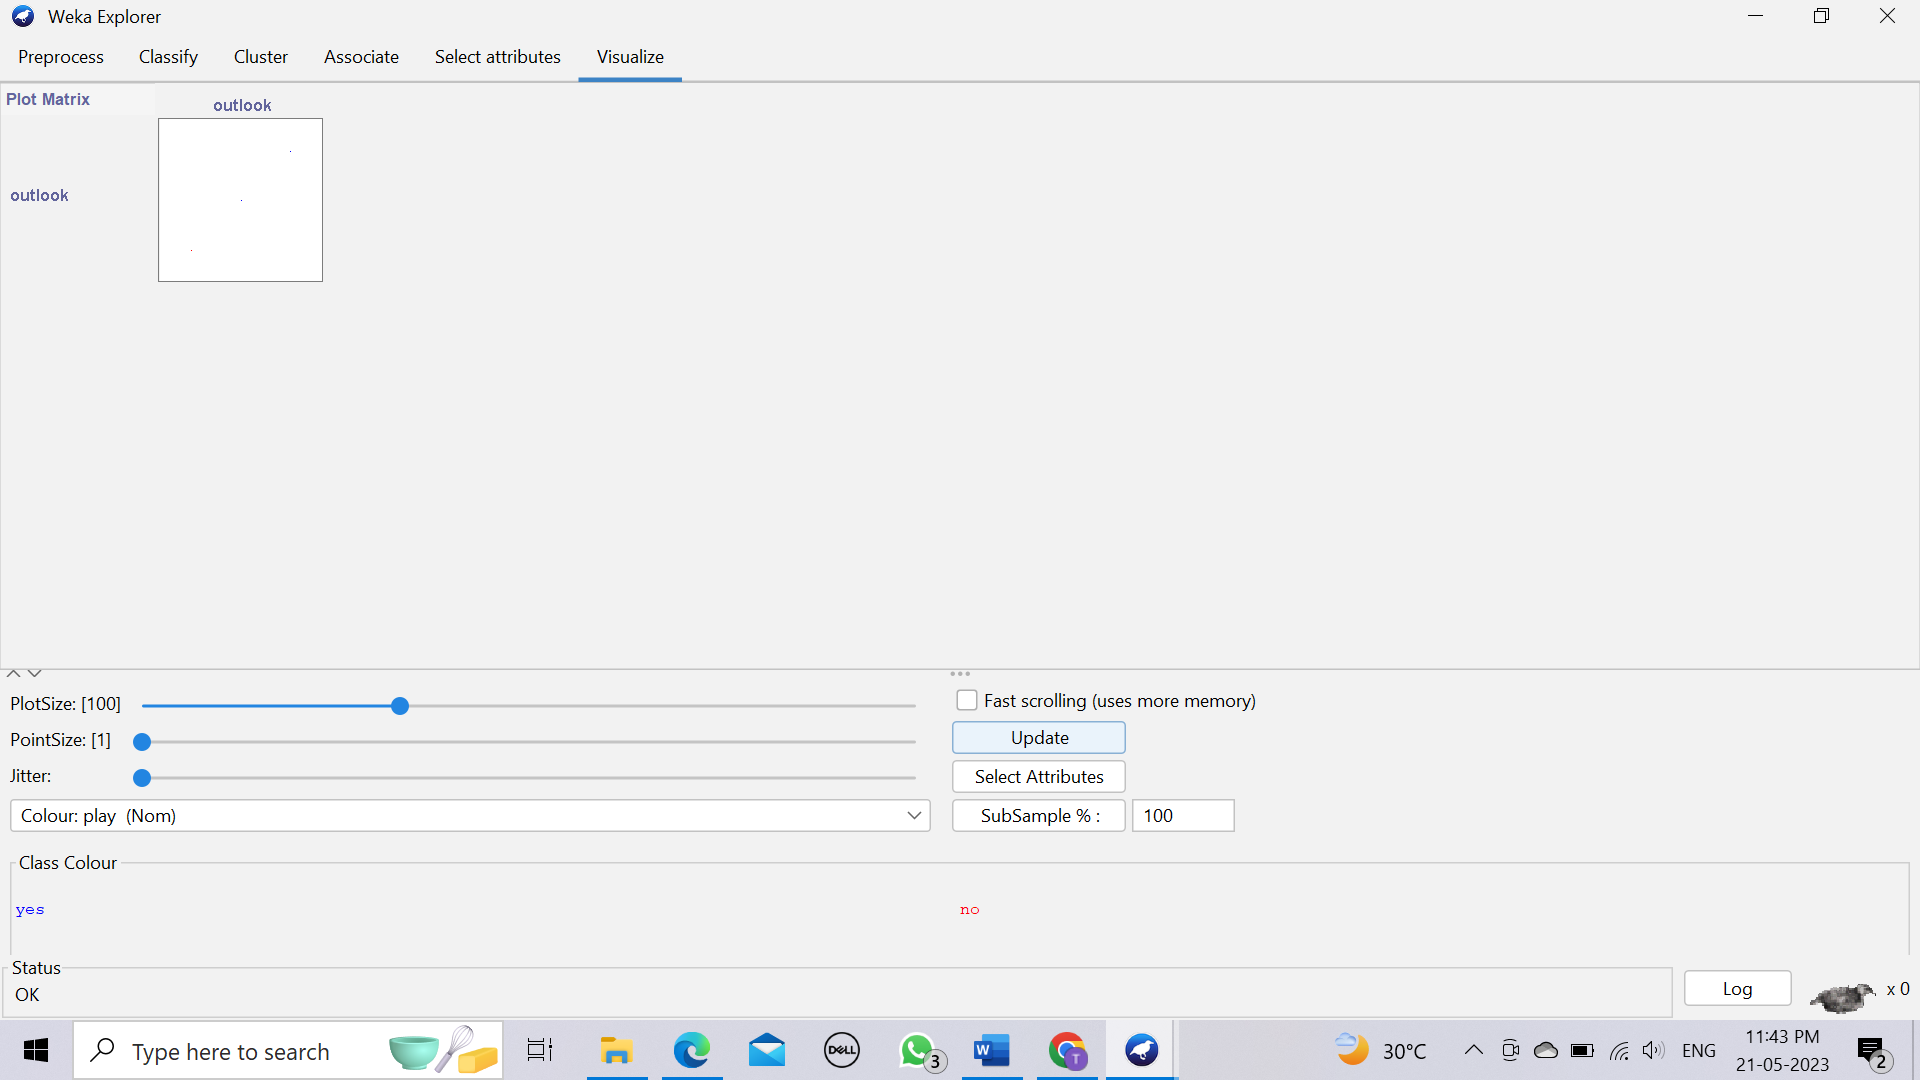 Weka Explorer
Preprocess Classify Cluster Associate Select attributes Visualize
Plot Matrix
outlook
outlook
PlotSize: [100]
Fast scrolling (uses more memory)
PointSize: [1]
Update
Jitter:
Select Attributes
Colour: play (Nom)
SubSample % : 100
Class Colour
yes no
Status
OK
Log x 0
Type here to search
DELL
3
W
T
30°C
ENG
11:43 PM
21-05-2023
2